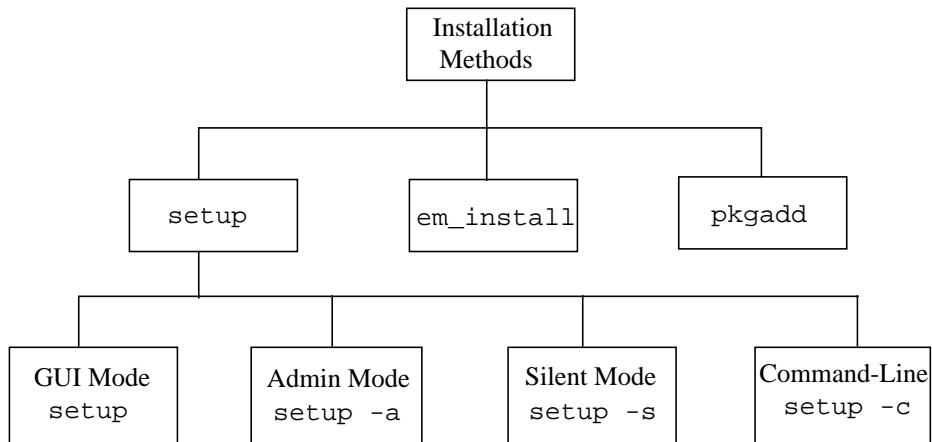 Installation
Methods
setup
em_install
pkgadd
GUI Mode
setup
Admin Mode
setup -a
Silent Mode
setup -s
Command-Line
setup -c